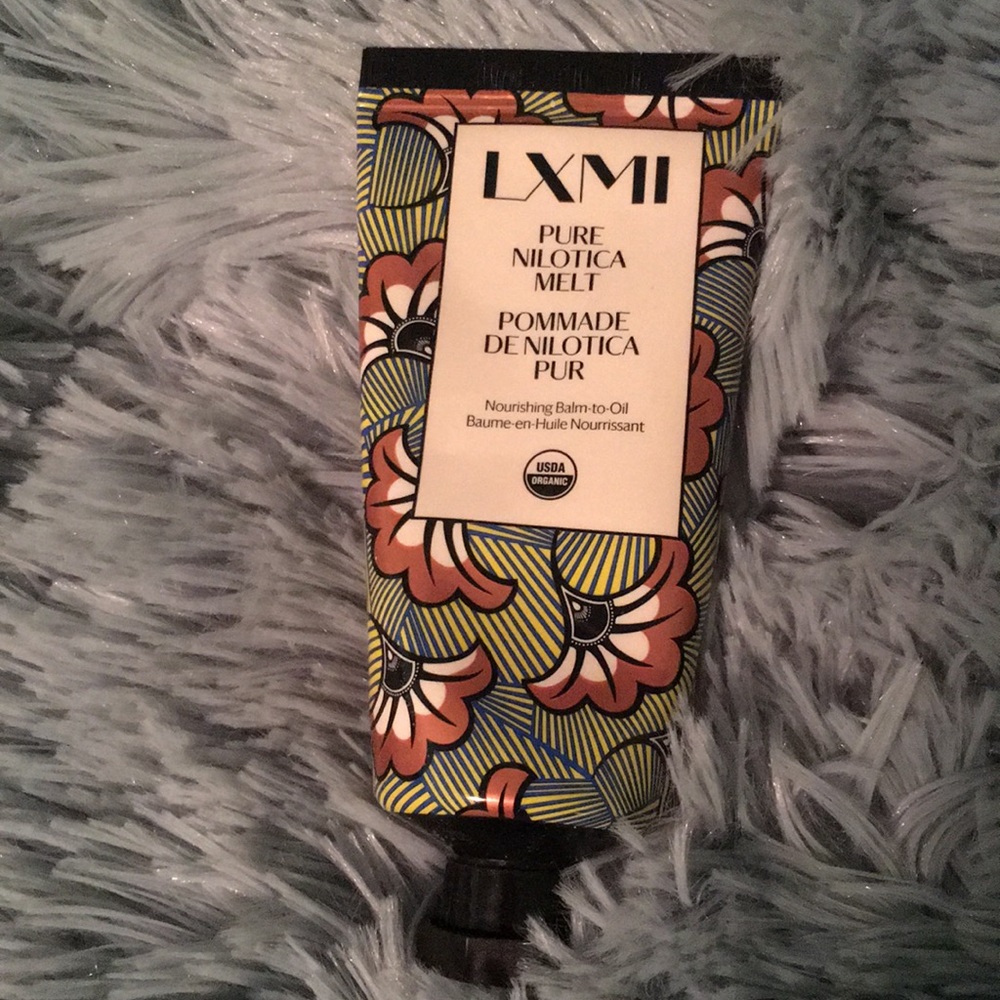 LXMI
PURE
NILOTICA
MELT
POMMADE
DE NILOTICA
PUR
Nourishing Balm-to-Oil
Baume-en-Huile Nourrissant
USDA
ORGANIC